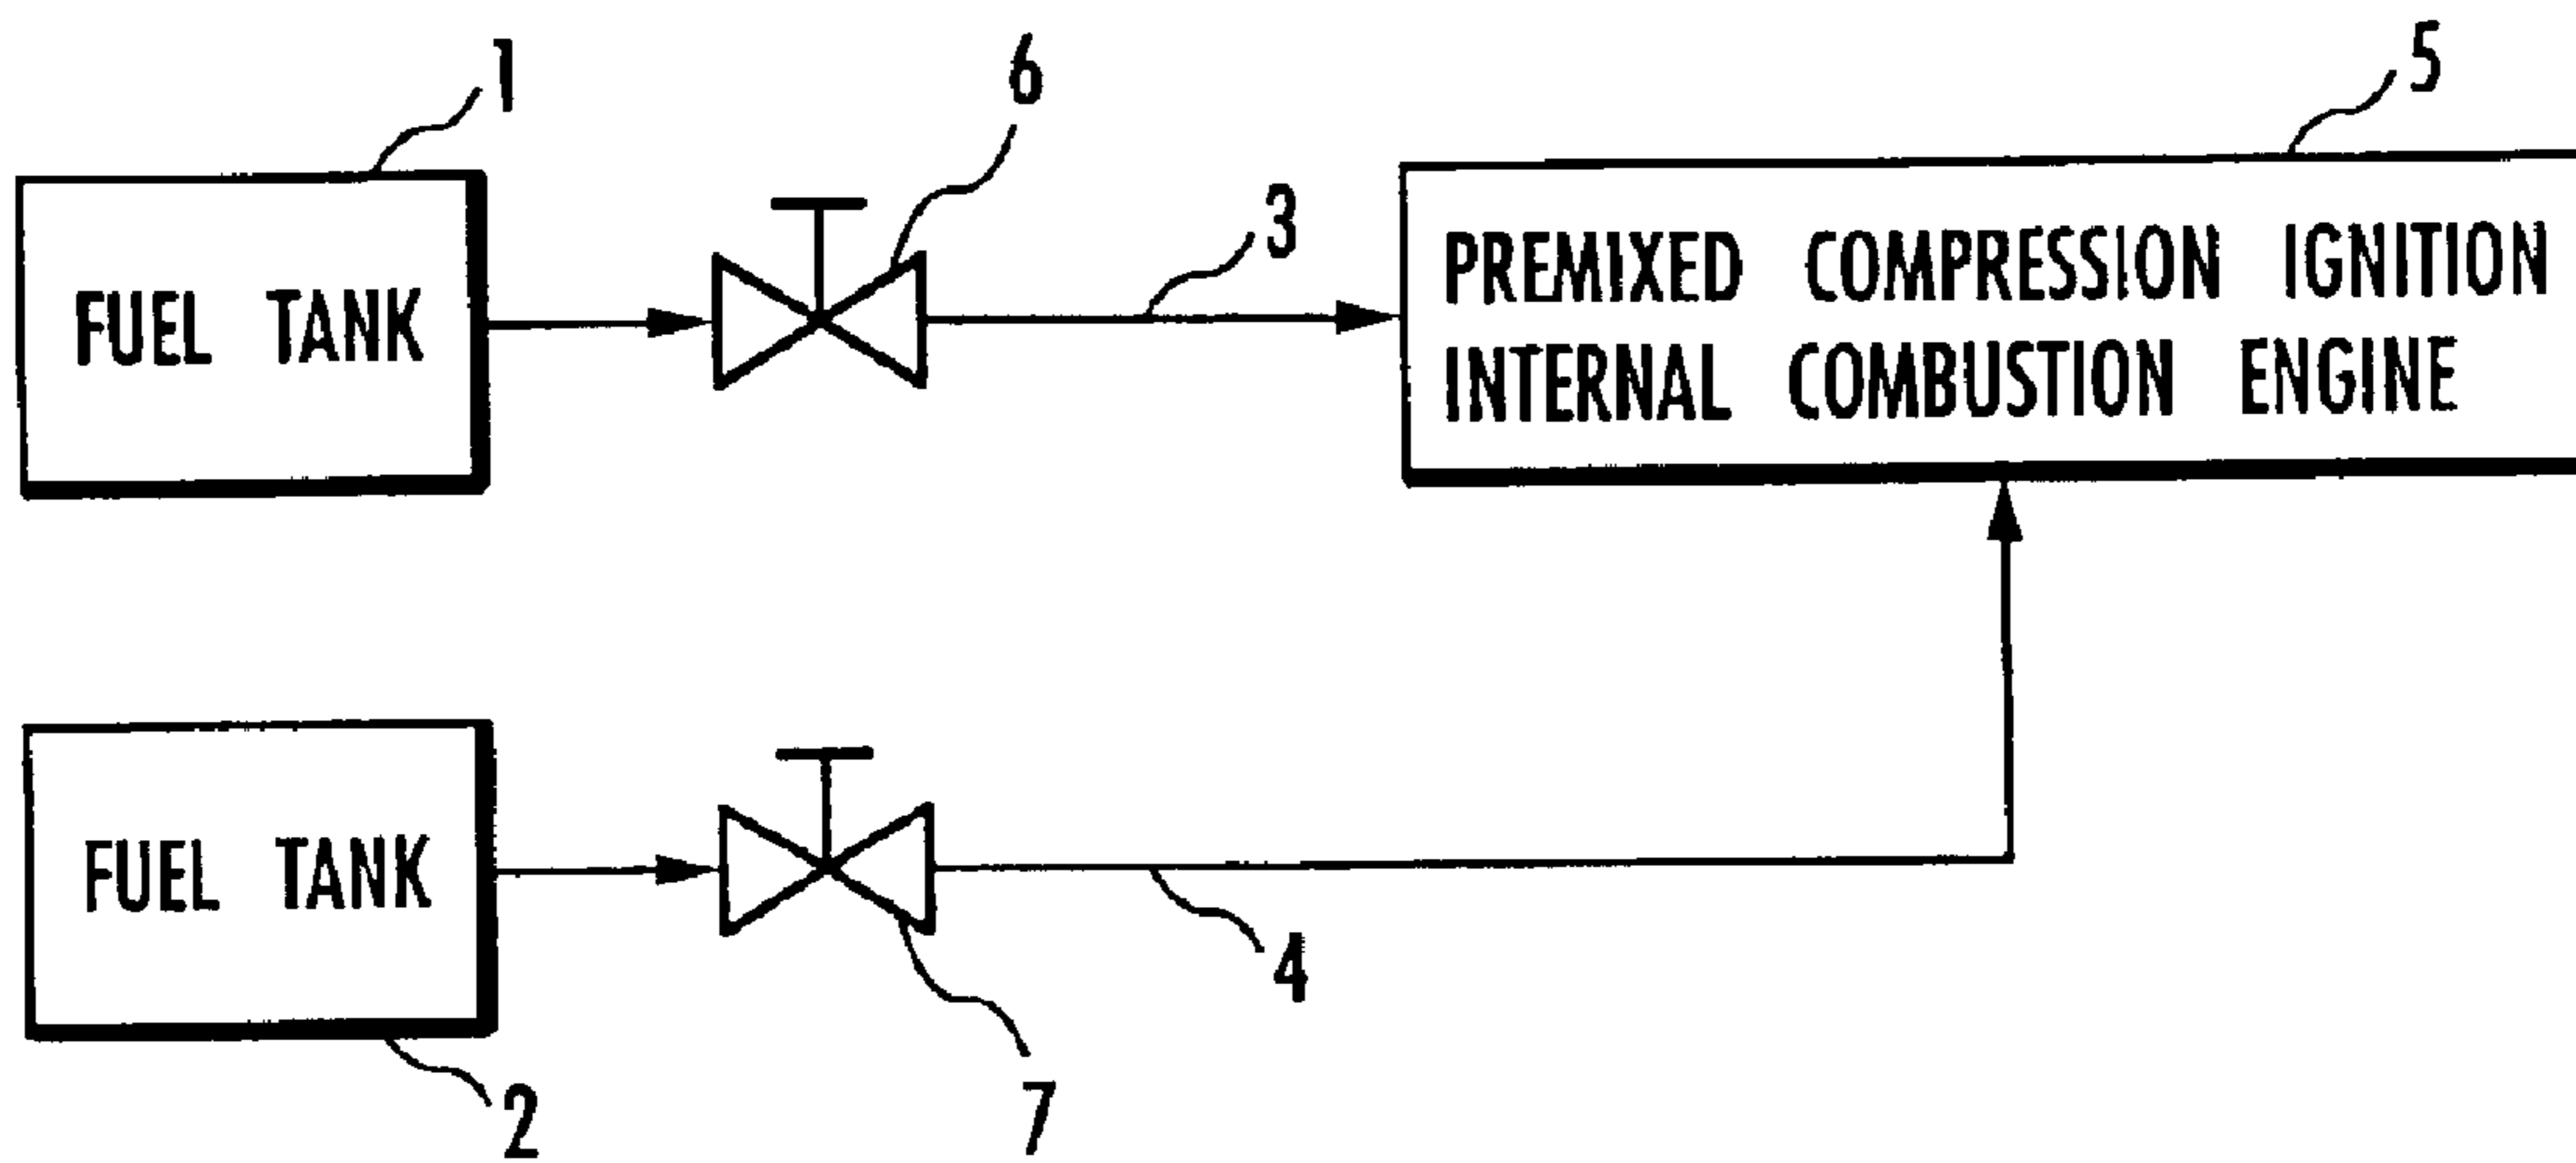 1
6
5
3
FUEL TANK
PREMIXED COMPRESSION IGNITION
INTERNAL COMBUSTION ENGINE
FUEL TANK
4
2
7